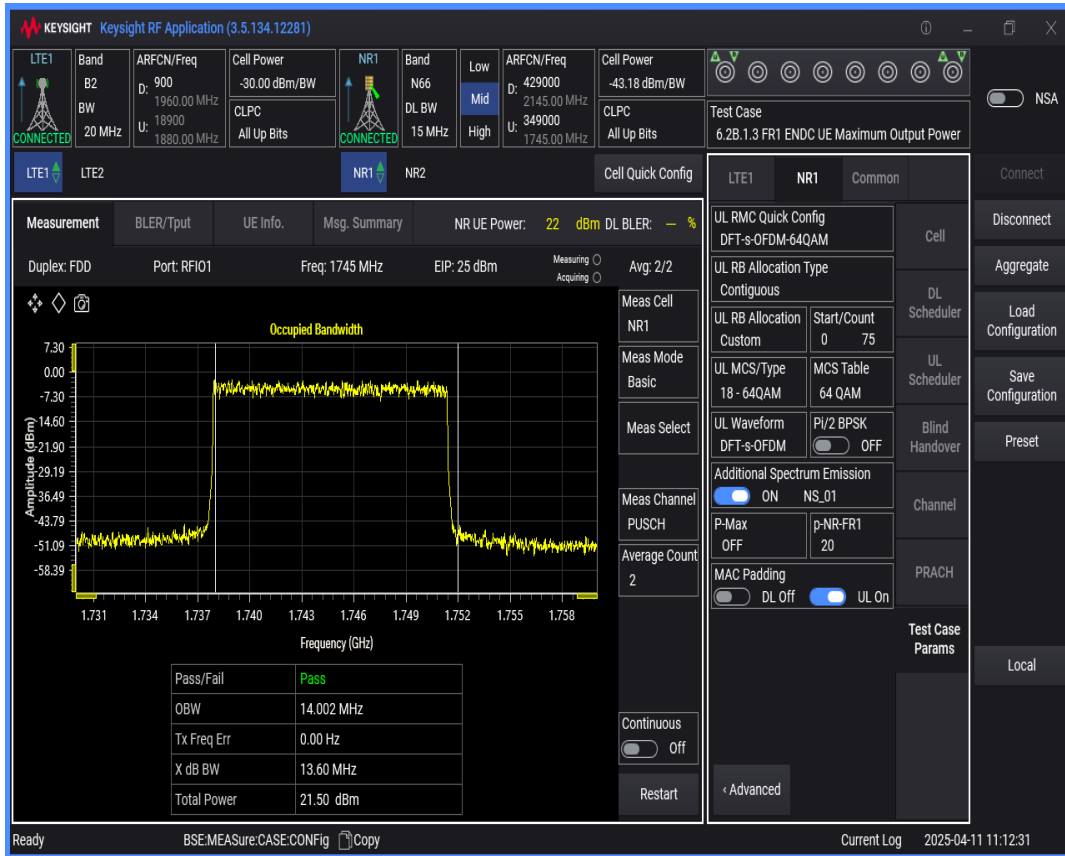 KEYSIGHT Keysight RF Application (3.5.134.12281)
LTE1
CONNECTED
Band
B2
BW
20 MHz
ARFCN/Freq
D: 900
1960.00 MHz
U: 18900
1880.00 MHz
Cell Power
-30.00 dBm/BW
CLPC
All Up Bits
NR1
CONNECTED
Band
N66
DL BW
15 MHz
Low
Mid
High
ARFCN/Freq
D: 429000
2145.00 MHz
U: 349000
1745.00 MHz
Cell Power
-43.18 dBm/BW
CLPC
All Up Bits
Test Case
6.2B.1.3 FR1 ENDC UE Maximum Output Power
NSA
LTE1 LTE2 NR1 NR2 Cell Quick Config
Measurement BLER/Tput UE Info. Msg. Summary NR UE Power: 22 dBm DL BLER: -- %
Duplex: FDD Port: RFIO1 Freq: 1745 MHz EIP: 25 dBm Measuring Acquiring Avg: 2/2
Occupied Bandwidth
Amplitude (dBm)
7.30
0.00
-7.30
-14.60
-21.90
-29.19
-36.49
-43.79
-51.09
-58.39
1.731 1.734 1.737 1.740 1.743 1.746 1.749 1.752 1.755 1.758
Frequency (GHz)
Pass/Fail Pass
OBW 14.002 MHz
Tx Freq Err 0.00 Hz
X dB BW 13.60 MHz
Total Power 21.50 dBm
Meas Cell
NR1
Meas Mode
Basic
Meas Select
Meas Channel
PUSCH
Average Count
2
Continuous
Off
Restart
LTE1 NR1 Common
UL RMC Quick Config
DFT-s-OFDM-64QAM
UL RB Allocation Type
Contiguous
UL RB Allocation
Custom
Start/Count
0 75
UL MCS/Type
18 - 64QAM
MCS Table
64 QAM
UL Waveform
DFT-s-OFDM
Pi/2 BPSK
OFF
Additional Spectrum Emission
ON NS_01
P-Max
OFF
p-NR-FR1
20
MAC Padding
DL Off UL On
‹ Advanced
Cell
DL
Scheduler
UL
Scheduler
Blind
Handover
Channel
PRACH
Test Case
Params
Connect
Disconnect
Aggregate
Load
Configuration
Save
Configuration
Preset
Local
Ready BSE:MEASure:CASE:CONFig Copy Current Log 2025-04-11 11:12:31